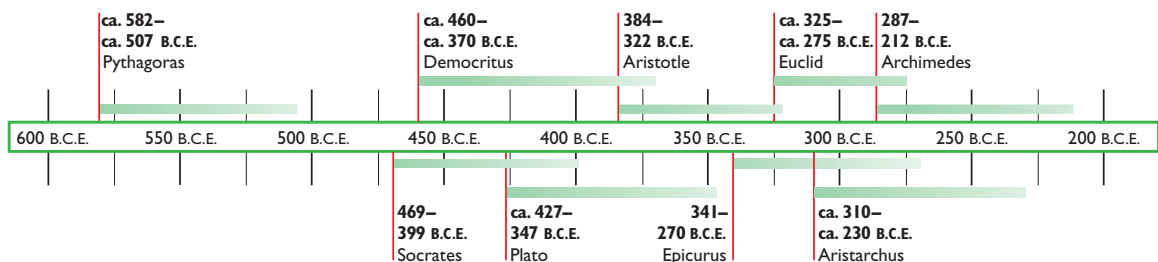 ca. 582–
ca. 507 B.C.E.
Pythagoras
ca. 460–
ca. 370 B.C.E.
Democritus
384–
322 B.C.E.
Aristotle
ca. 325–
ca. 275 B.C.E.
Euclid
287–
212 B.C.E.
Archimedes
600 B.C.E. 550 B.C.E. 500 B.C.E. 450 B.C.E. 400 B.C.E. 350 B.C.E. 300 B.C.E. 250 B.C.E. 200 B.C.E.
469–
399 B.C.E.
Socrates
ca. 427–
347 B.C.E.
Plato
341–
270 B.C.E.
Epicurus
ca. 310–
ca. 230 B.C.E.
Aristarchus